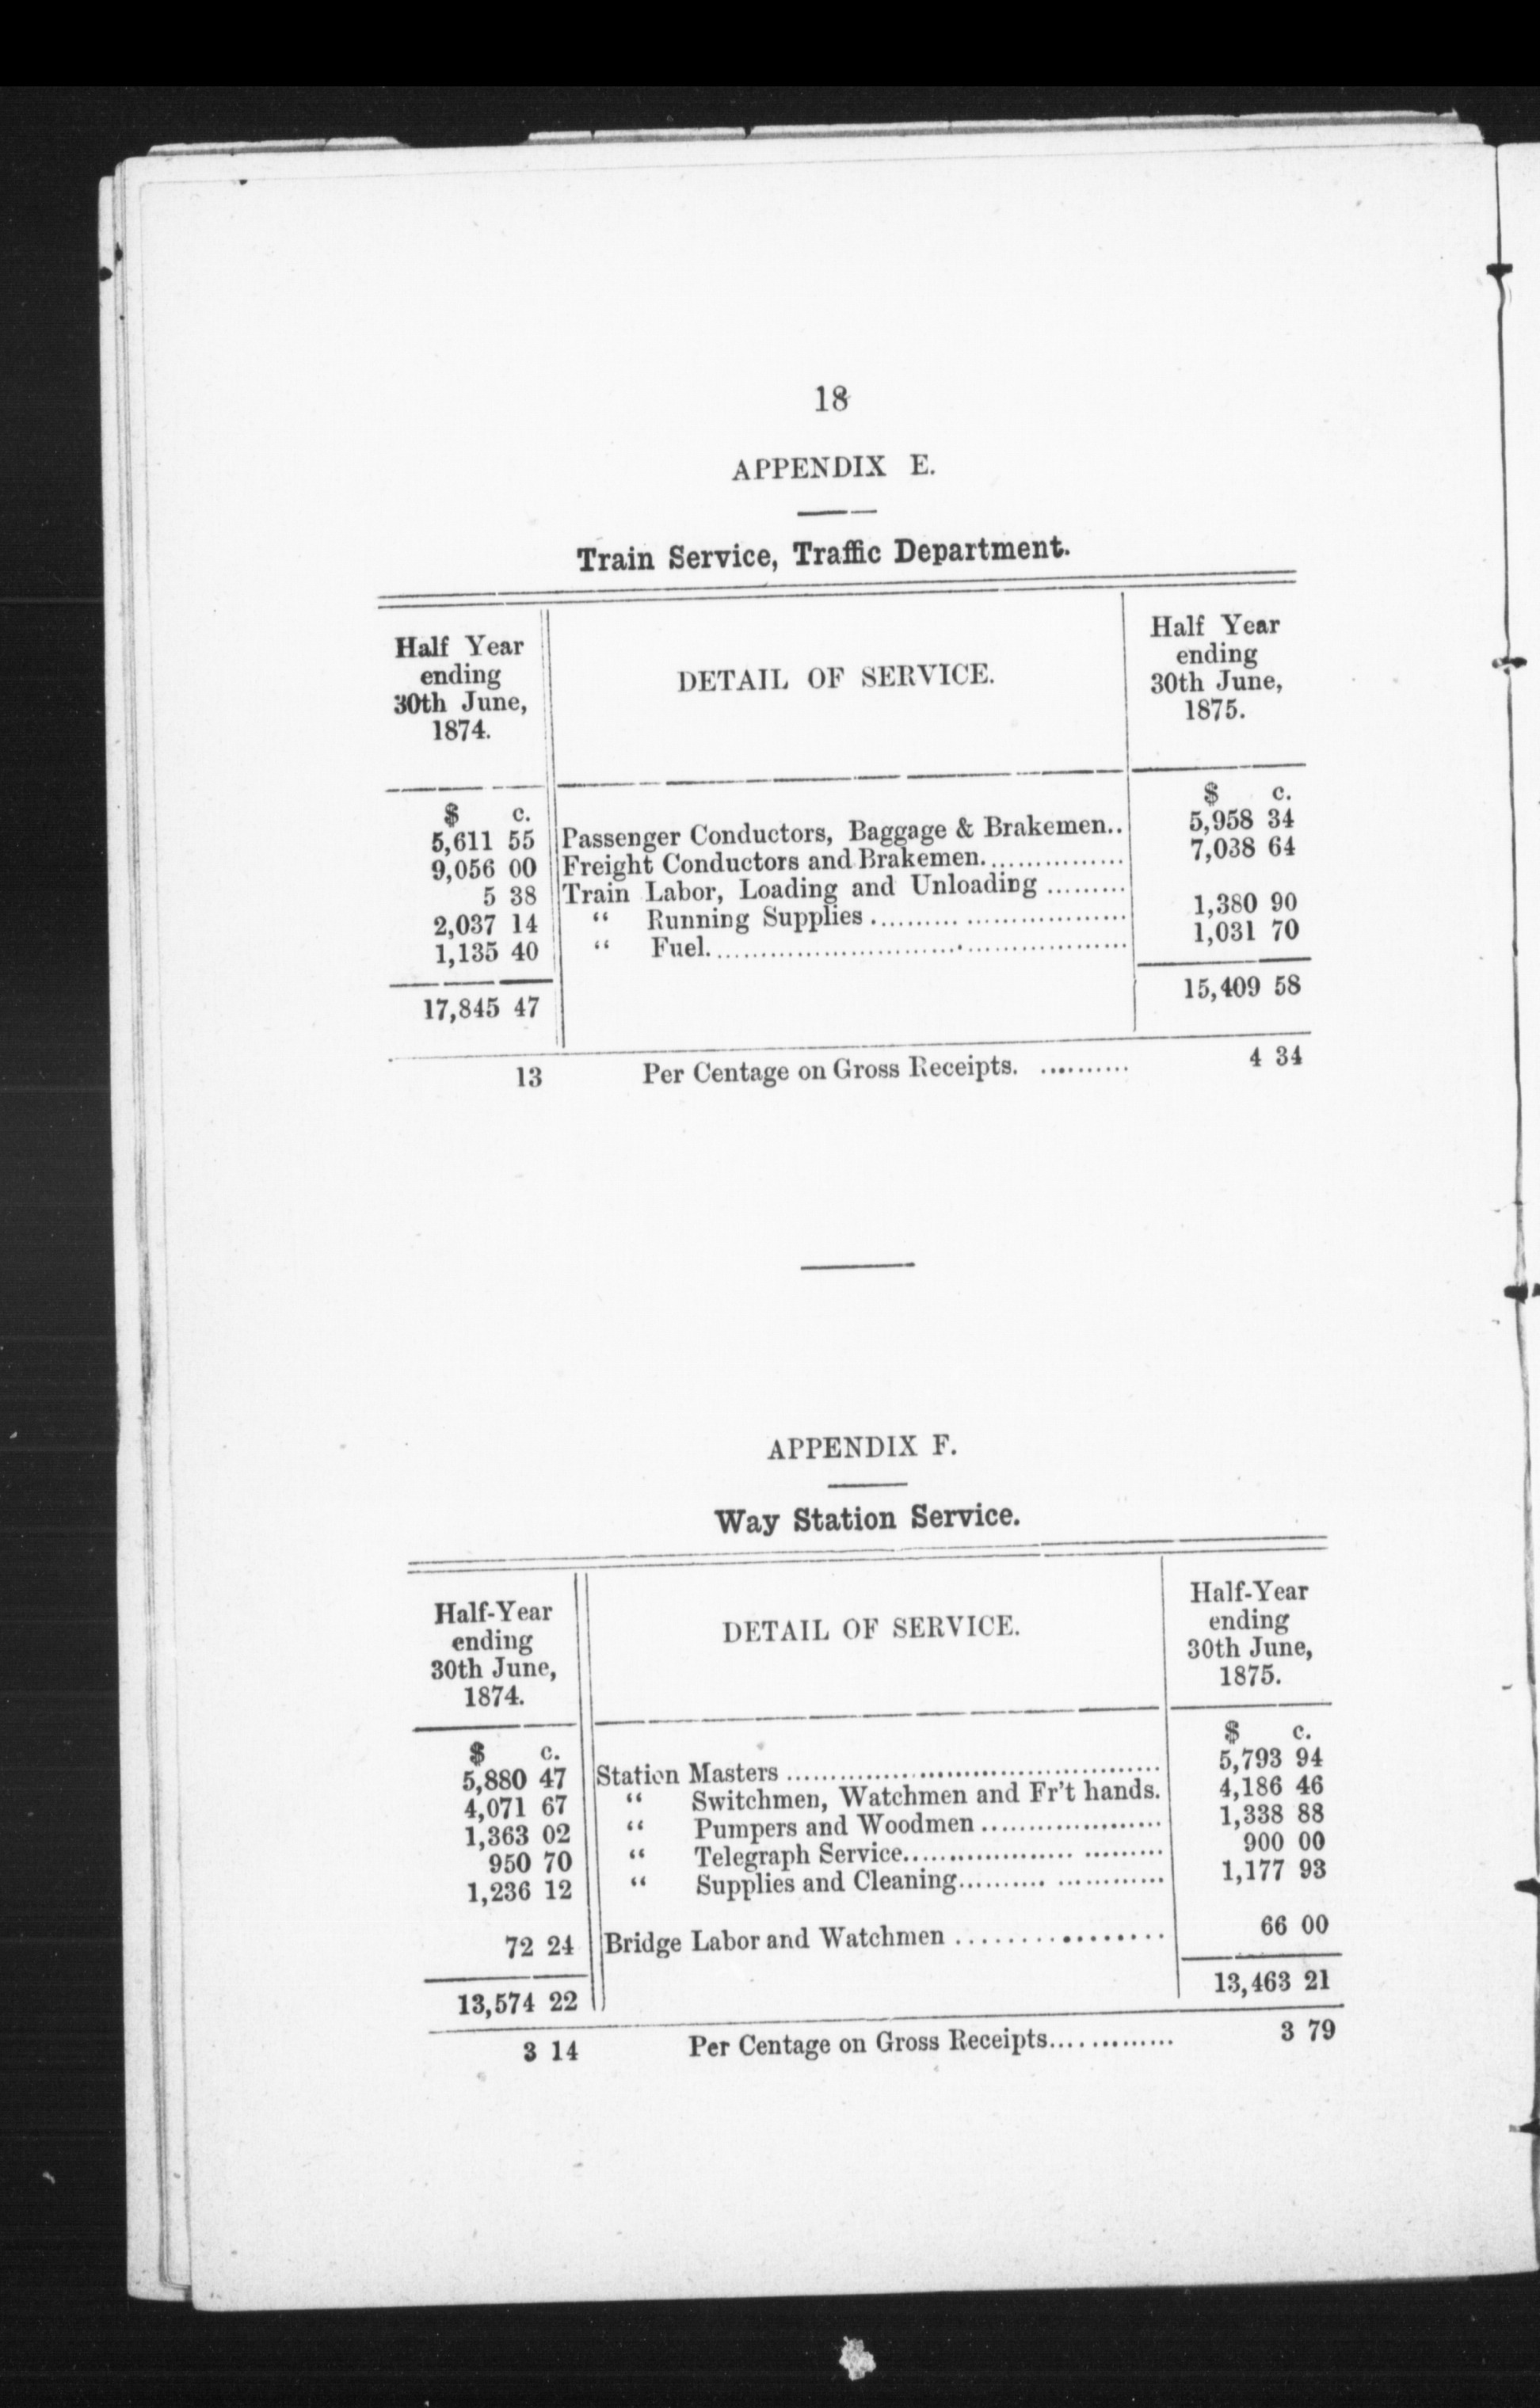 18
APPENDIX E.
Train Service, Traffic Department.
Half Year
ending
30th June,
1874.
DETAIL OF SERVICE.
Half Year
ending
30th June,
1875.
$ c. $ c.
5,611 55 Passenger Conductors, Baggage & Brakemen.. 5,958 34
9,056 00 Freight Conductors and Brakemen................. 7,038 64
5 38 Train Labor, Loading and Unloading .........
2,037 14 “ Running Supplies .............................. 1,380 90
1,135 40 “ Fuel.................................................. 1,031 70
17,845 47 15,409 58
13 Per Centage on Gross Receipts. .......... 4 34
APPENDIX F.
Way Station Service.
Half-Year
ending
30th June,
1874.
DETAIL OF SERVICE.
Half-Year
ending
30th June,
1875.
$ c. $ c.
5,880 47 Station Masters ............................................. 5,793 94
4,071 67 “ Switchmen, Watchmen and Fr't hands. 4,186 46
1,363 02 “ Pumpers and Woodmen ................... 1,338 88
950 70 “ Telegraph Service............................ 900 00
1,236 12 “ Supplies and Cleaning...................... 1,177 93
72 24 Bridge Labor and Watchmen ................ 66 00
13,574 22 13,463 21
3 14 Per Centage on Gross Receipts............. 3 79